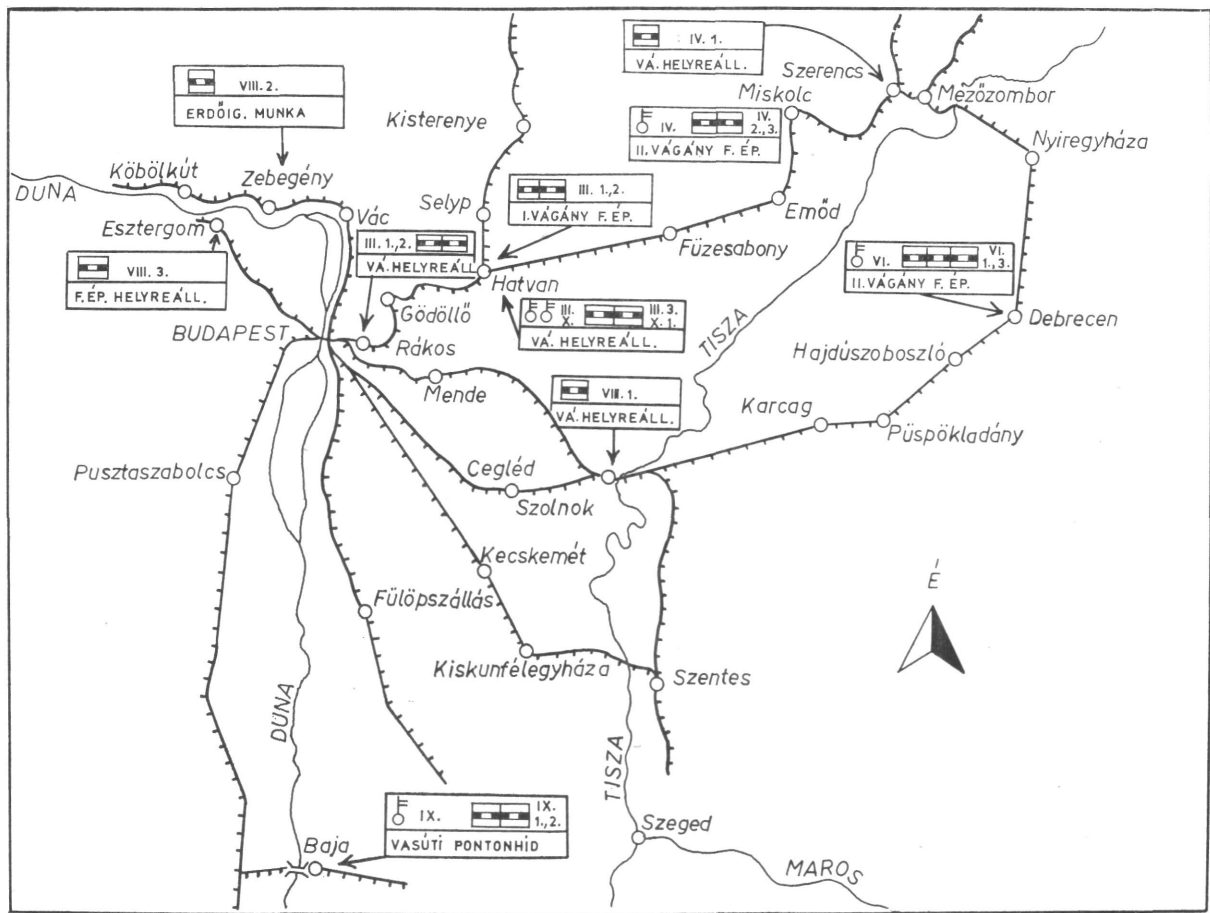 IV. 1.
VÁ. HELYREÁLL.
Szerencs
Mezőzombor
VIII. 2.
ERDŐIG. MUNKA
Kisterenye
Miskolc
IV.
IV.
2., 3.
II. VÁGÁNY F. ÉP.
Nyiregyháza
Köbölkút
Zebegény
DUNA
Esztergom
Vác
Selyp
III. 1., 2.
I. VÁGÁNY F. ÉP.
Emőd
Füzesabony
III. 1., 2.
VÁ. HELYREÁLL.
VIII. 3.
F. ÉP. HELYREÁLL.
Hatvan
Gödöllő
VI.
VI.
1., 3.
II. VÁGÁNY F. ÉP.
III.
X.
III. 3.
X. 1.
VÁ. HELYREÁLL.
BUDAPEST
Rákos
TISZA
Debrecen
Hajdúszoboszló
Mende
VIII. 1.
VÁ. HELYREÁLL.
Karcag
Püspökladány
Pusztaszabolcs
Cegléd
Szolnok
Kecskemét
É
Fülöpszállás
Kiskunfélegyháza
Szentes
DUNA
TISZA
IX.
IX.
1., 2.
VASÚTI PONTONHÍD
Baja
Szeged
MAROS